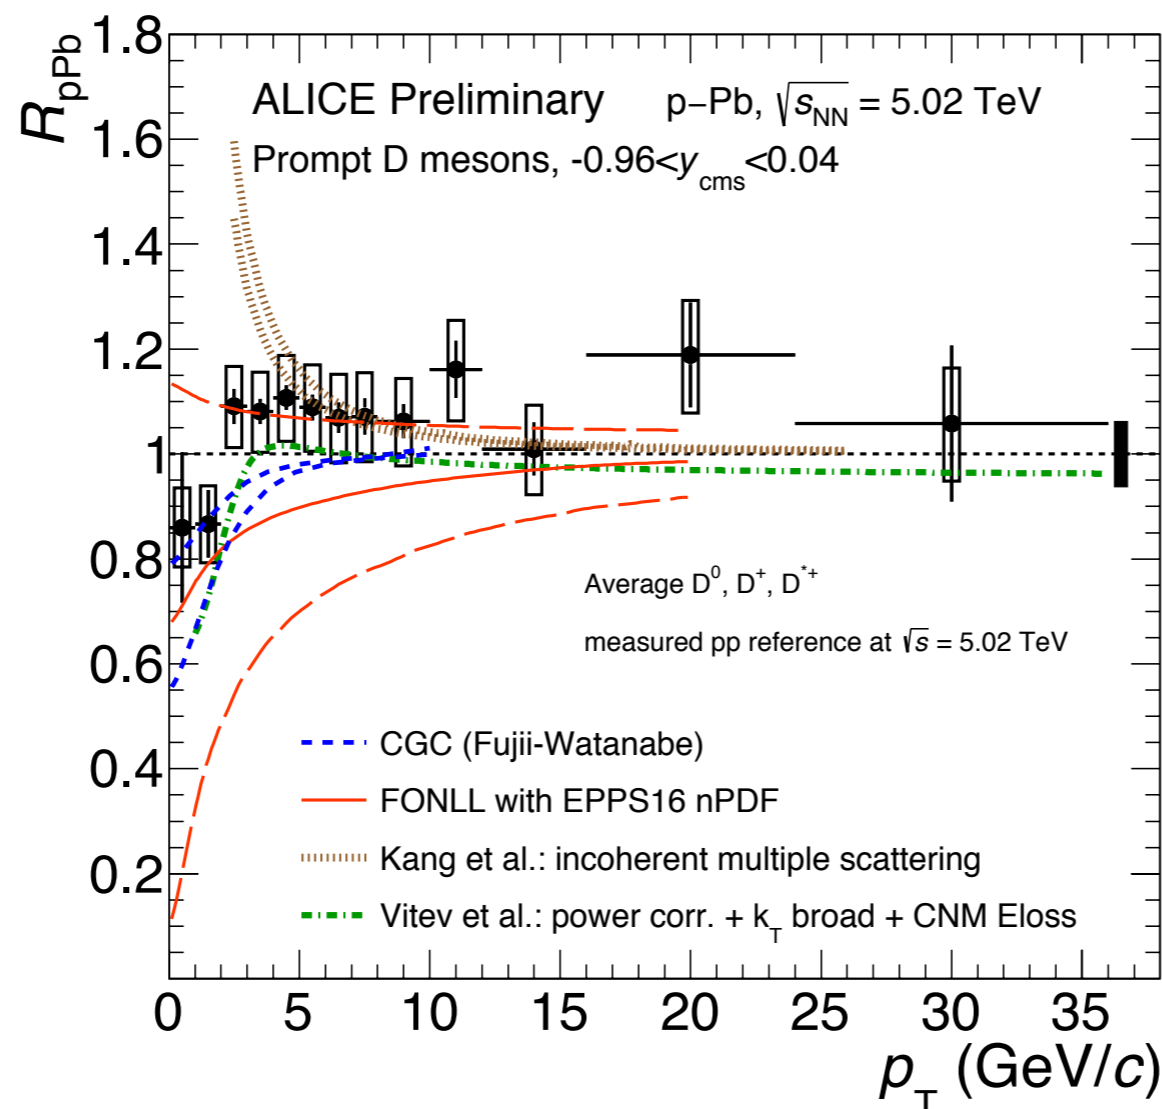 R_pPb
1.8
1.6
1.4
1.2
1
0.8
0.6
0.4
0.2
ALICE Preliminary p−Pb, √s_NN = 5.02 TeV
Prompt D mesons, -0.96<y_cms<0.04
Average D⁰, D⁺, D*⁺
measured pp reference at √s = 5.02 TeV
CGC (Fujii-Watanabe)
FONLL with EPPS16 nPDF
Kang et al.: incoherent multiple scattering
Vitev et al.: power corr. + k_T broad + CNM Eloss
0 5 10 15 20 25 30 35
p_T (GeV/c)